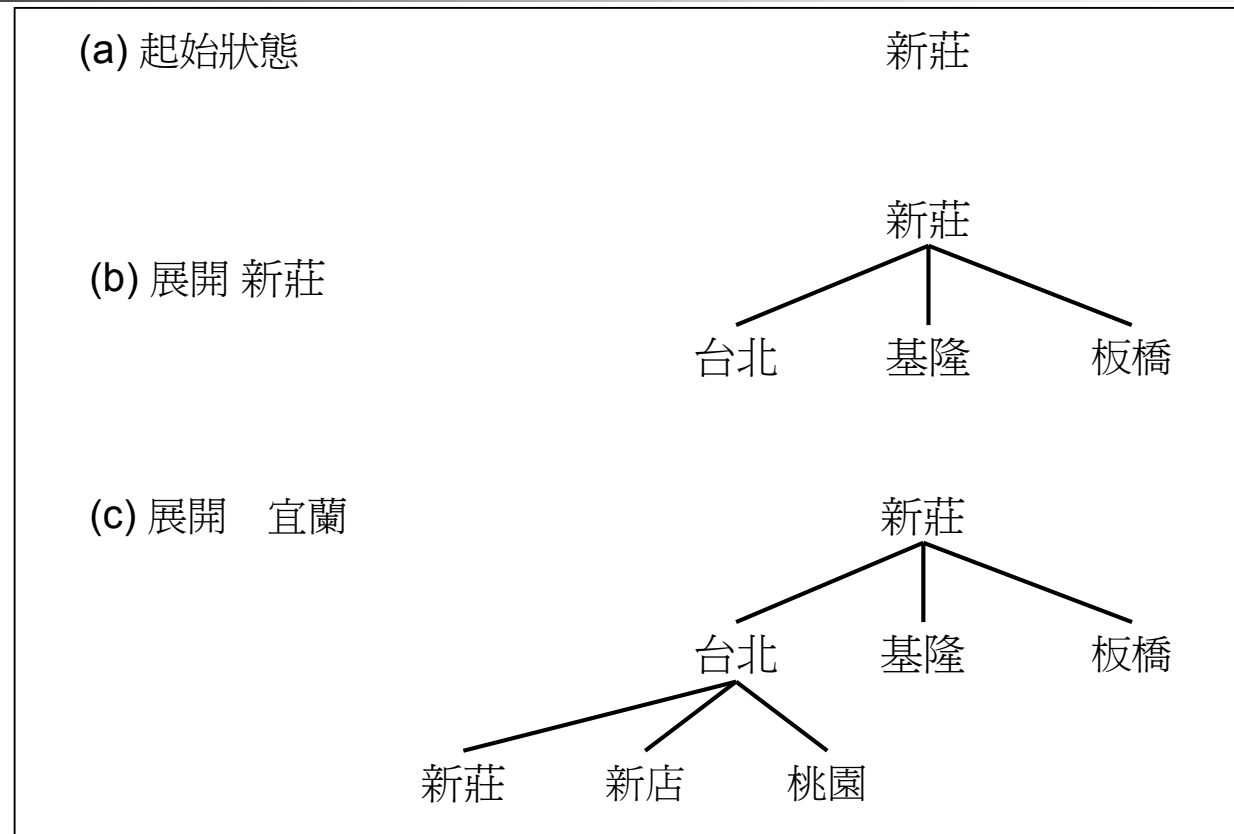 (a) 起始狀態
新莊
新莊
(b) 展開 新莊
台北 基隆 板橋
(c) 展開　宜蘭
新莊
台北 基隆 板橋
新莊 新店 桃園